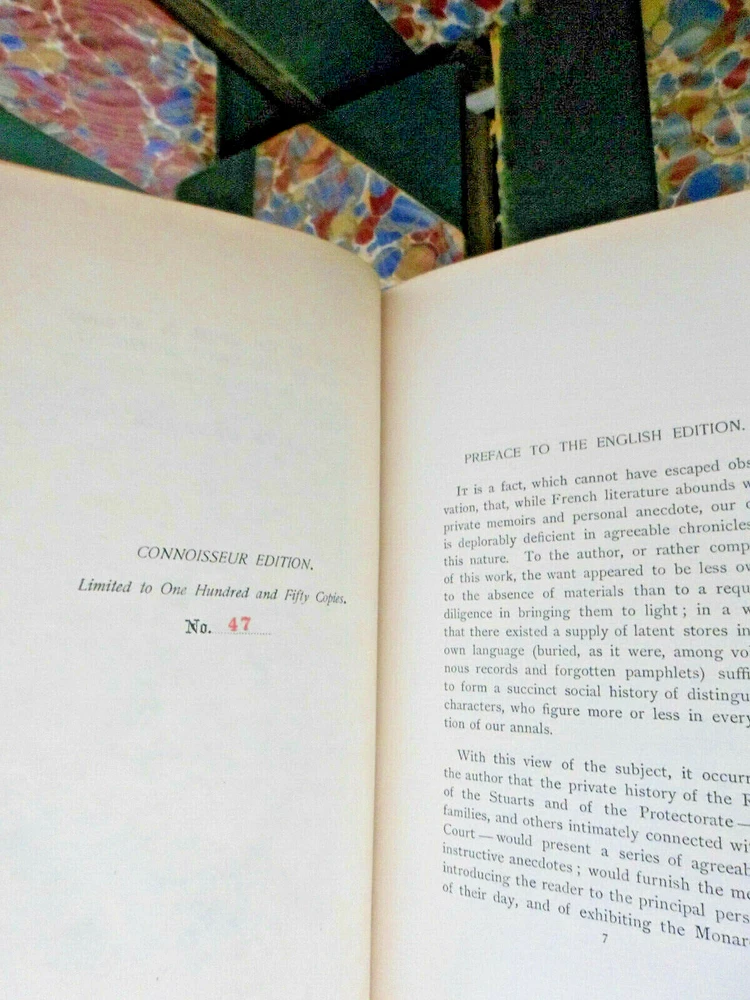 CONNOISSEUR EDITION.
Limited to One Hundred and Fifty Copies.
No. 47
PREFACE TO THE ENGLISH EDITION.
IT is a fact, which cannot have escaped obs
vation, that, while French literature abounds w
private memoirs and personal anecdote, our
is deplorably deficient in agreeable chronicles
this nature. To the author, or rather comp
of this work, the want appeared to be less ov
to the absence of materials than to a requ
diligence in bringing them to light; in a w
that there existed a supply of latent stores in
own language (buried, as it were, among vo
nous records and forgotten pamphlets) suffi
to form a succinct social history of distingu
characters, who figure more or less in every
tion of our annals.
With this view of the subject, it occurr
the author that the private history of the
of the Stuarts and of the Protectorate —
families, and others intimately connected wi
Court — would present a series of agreeab
instructive anecdotes; would furnish the me
introducing the reader to the principal pers
of their day, and of exhibiting the Monar
7